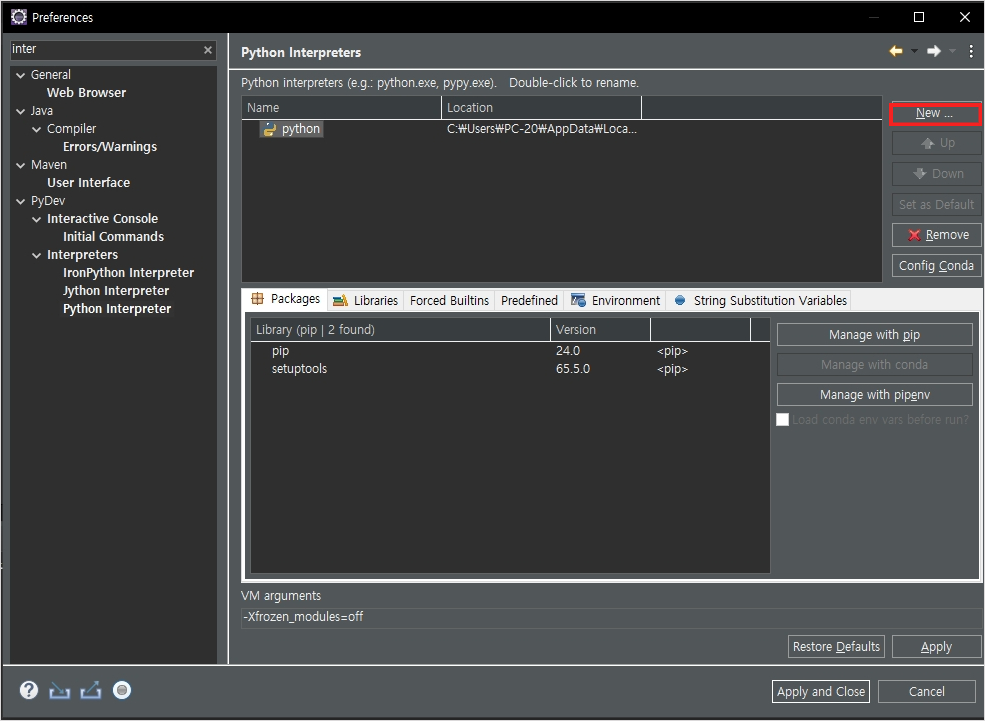 Preferences
inter
General
Web Browser
Java
Compiler
Errors/Warnings
Maven
User Interface
PyDev
Interactive Console
Initial Commands
Interpreters
IronPython Interpreter
Jython Interpreter
Python Interpreter
Python Interpreters
Python interpreters (e.g.: python.exe, pypy.exe). Double-click to rename.
Name Location
python C:₩Users₩PC-20₩AppData₩Loca...
New ...
Up
Down
Set as Default
Remove
Config Conda
Packages Libraries Forced Builtins Predefined Environment String Substitution Variables
Library (pip | 2 found) Version
pip 24.0 <pip>
setuptools 65.5.0 <pip>
Manage with pip
Manage with conda
Manage with pipenv
Load conda env vars before run?
VM arguments
-Xfrozen_modules=off
Restore Defaults Apply
Apply and Close Cancel